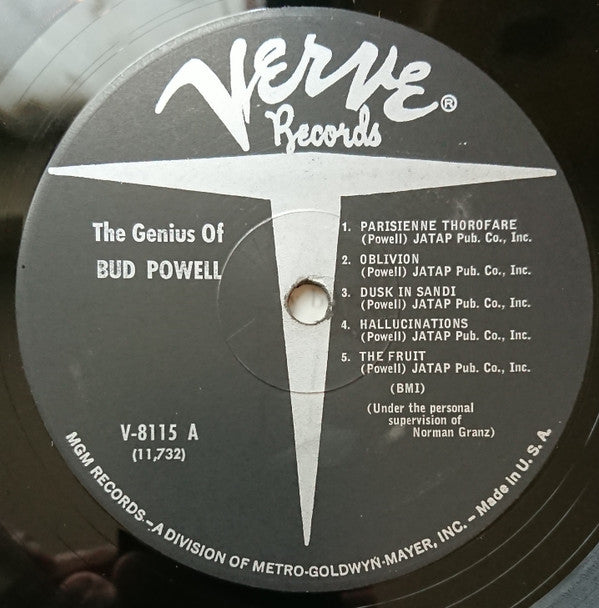 VERVE®
Records
The Genius Of
BUD POWELL
1. PARISIENNE THOROFARE
(Powell) JATAP Pub. Co., Inc.
2. OBLIVION
(Powell) JATAP Pub. Co., Inc.
3. DUSK IN SANDI
(Powell) JATAP Pub. Co., Inc.
4. HALLUCINATIONS
(Powell) JATAP Pub. Co., Inc.
5. THE FRUIT
(Powell) JATAP Pub. Co., Inc.
(BMI)
(Under the personal
supervision of
Norman Granz)
V-8115 A
(11,732)
MGM RECORDS—A DIVISION OF METRO-GOLDWYN-MAYER, INC. – Made in U. S. A.